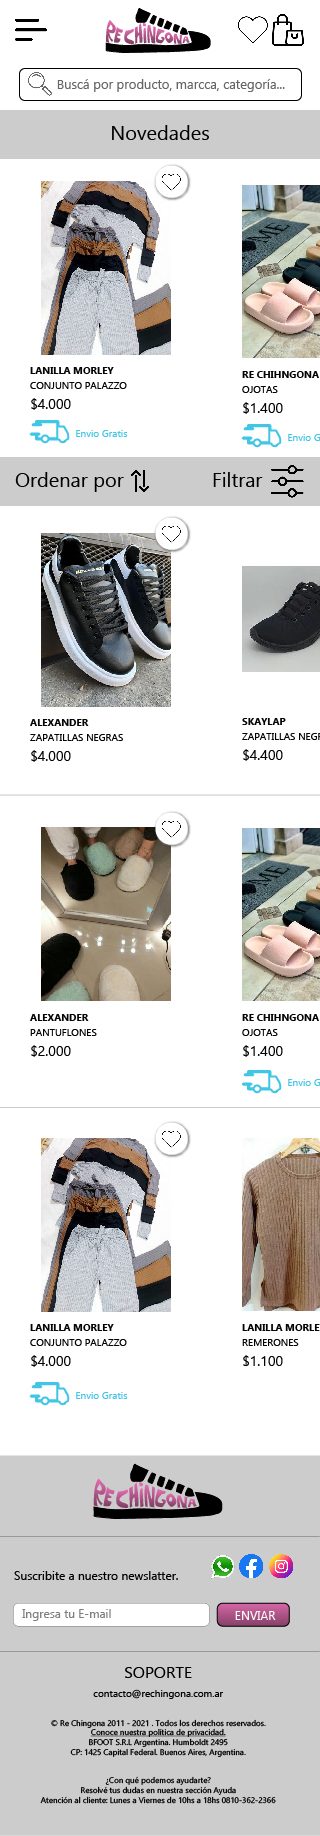 RE CHINGONA
Buscá por producto, marcca, categoría...
Novedades
LANILLA MORLEY
CONJUNTO PALAZZO
$4.000
Envio Gratis
RE CHIHNGONA
OJOTAS
$1.400
Envio G
Ordenar por
Filtrar
ALEXANDER
ZAPATILLAS NEGRAS
$4.000
SKAYLAP
ZAPATILLAS NEGR
$4.400
ALEXANDER
PANTUFLONES
$2.000
HOME
RE CHIHNGONA
OJOTAS
$1.400
Envio G
LANILLA MORLEY
CONJUNTO PALAZZO
$4.000
Envio Gratis
LANILLA MORLE
REMERONES
$1.100
RE CHINGONA
Suscribite a nuestro newslatter.
Ingresa tu E-mail
ENVIAR
SOPORTE
contacto@rechingona.com.ar
© Re Chingona 2011 - 2021 . Todos los derechos reservados.
Conoce nuestra política de privacidad.
BFOOT S.R.L Argentina. Humboldt 2495
CP: 1425 Capital Federal. Buenos Aires, Argentina.
¿Con qué podemos ayudarte?
Resolvé tus dudas en nuestra sección Ayuda
Atención al cliente: Lunes a Viernes de 10hs a 18hs 0810-362-2366